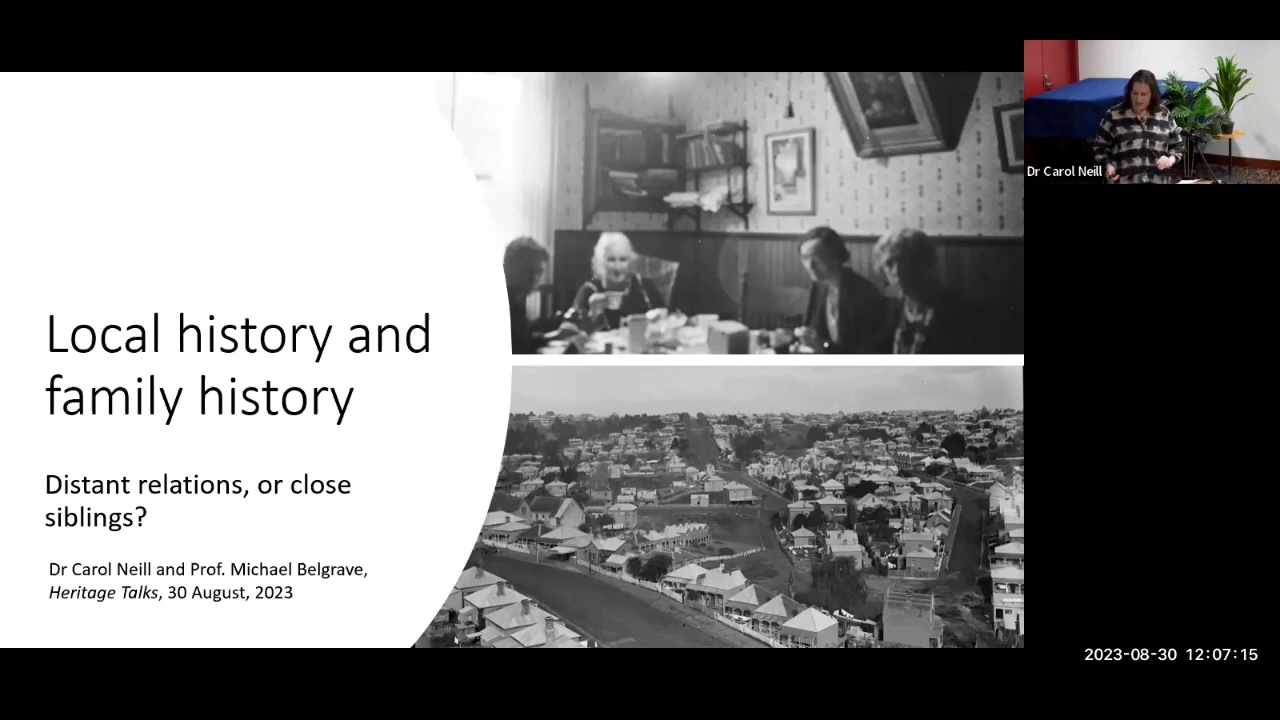 Local history and
family history
Distant relations, or close
siblings?
Dr Carol Neill and Prof. Michael Belgrave,
Heritage Talks, 30 August, 2023
Dr Carol Neill
2023-08-30 12:07:15